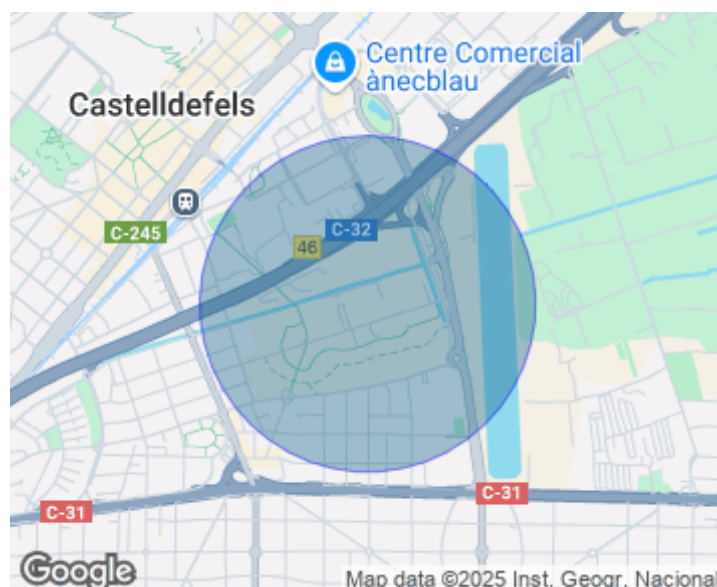 Centre Comercial
ànecblau
Castelldefels
C-245
C-32
46
C-31
C-31
Google
Map data ©2025 Inst. Geogr. Nacional